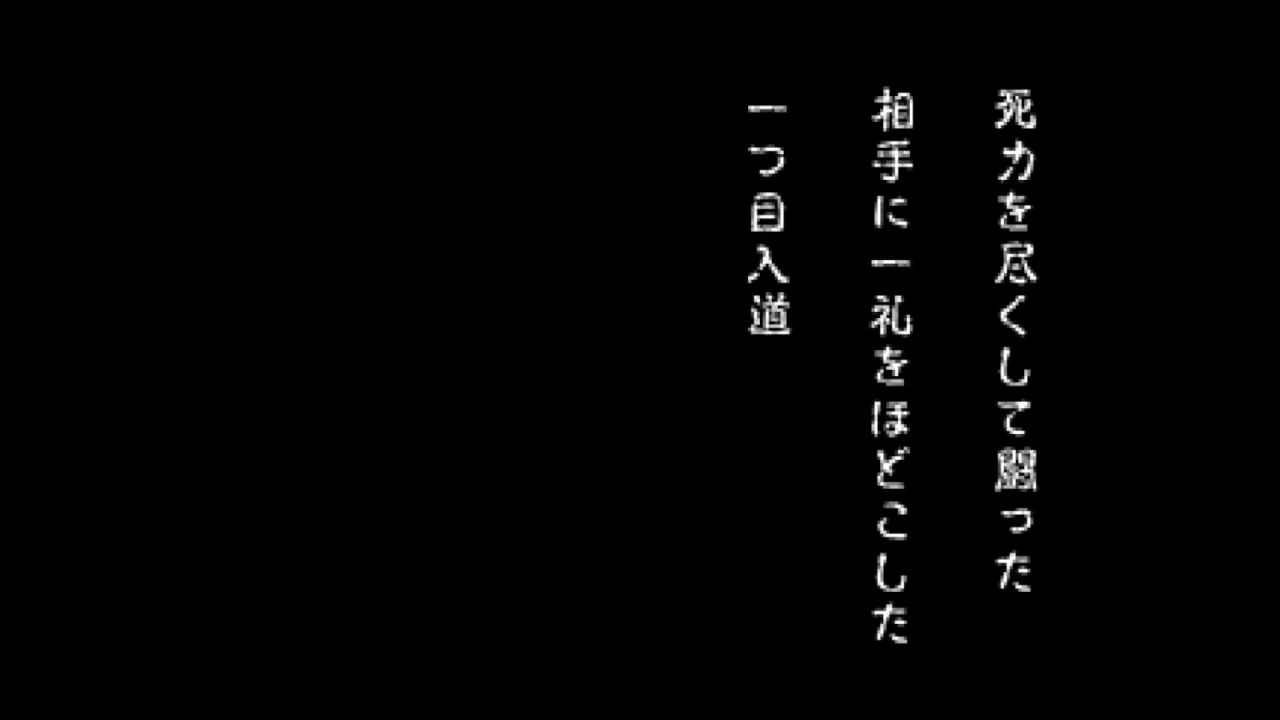 死力を尽くして闘った
相手に一礼をほどこした
一つ目入道